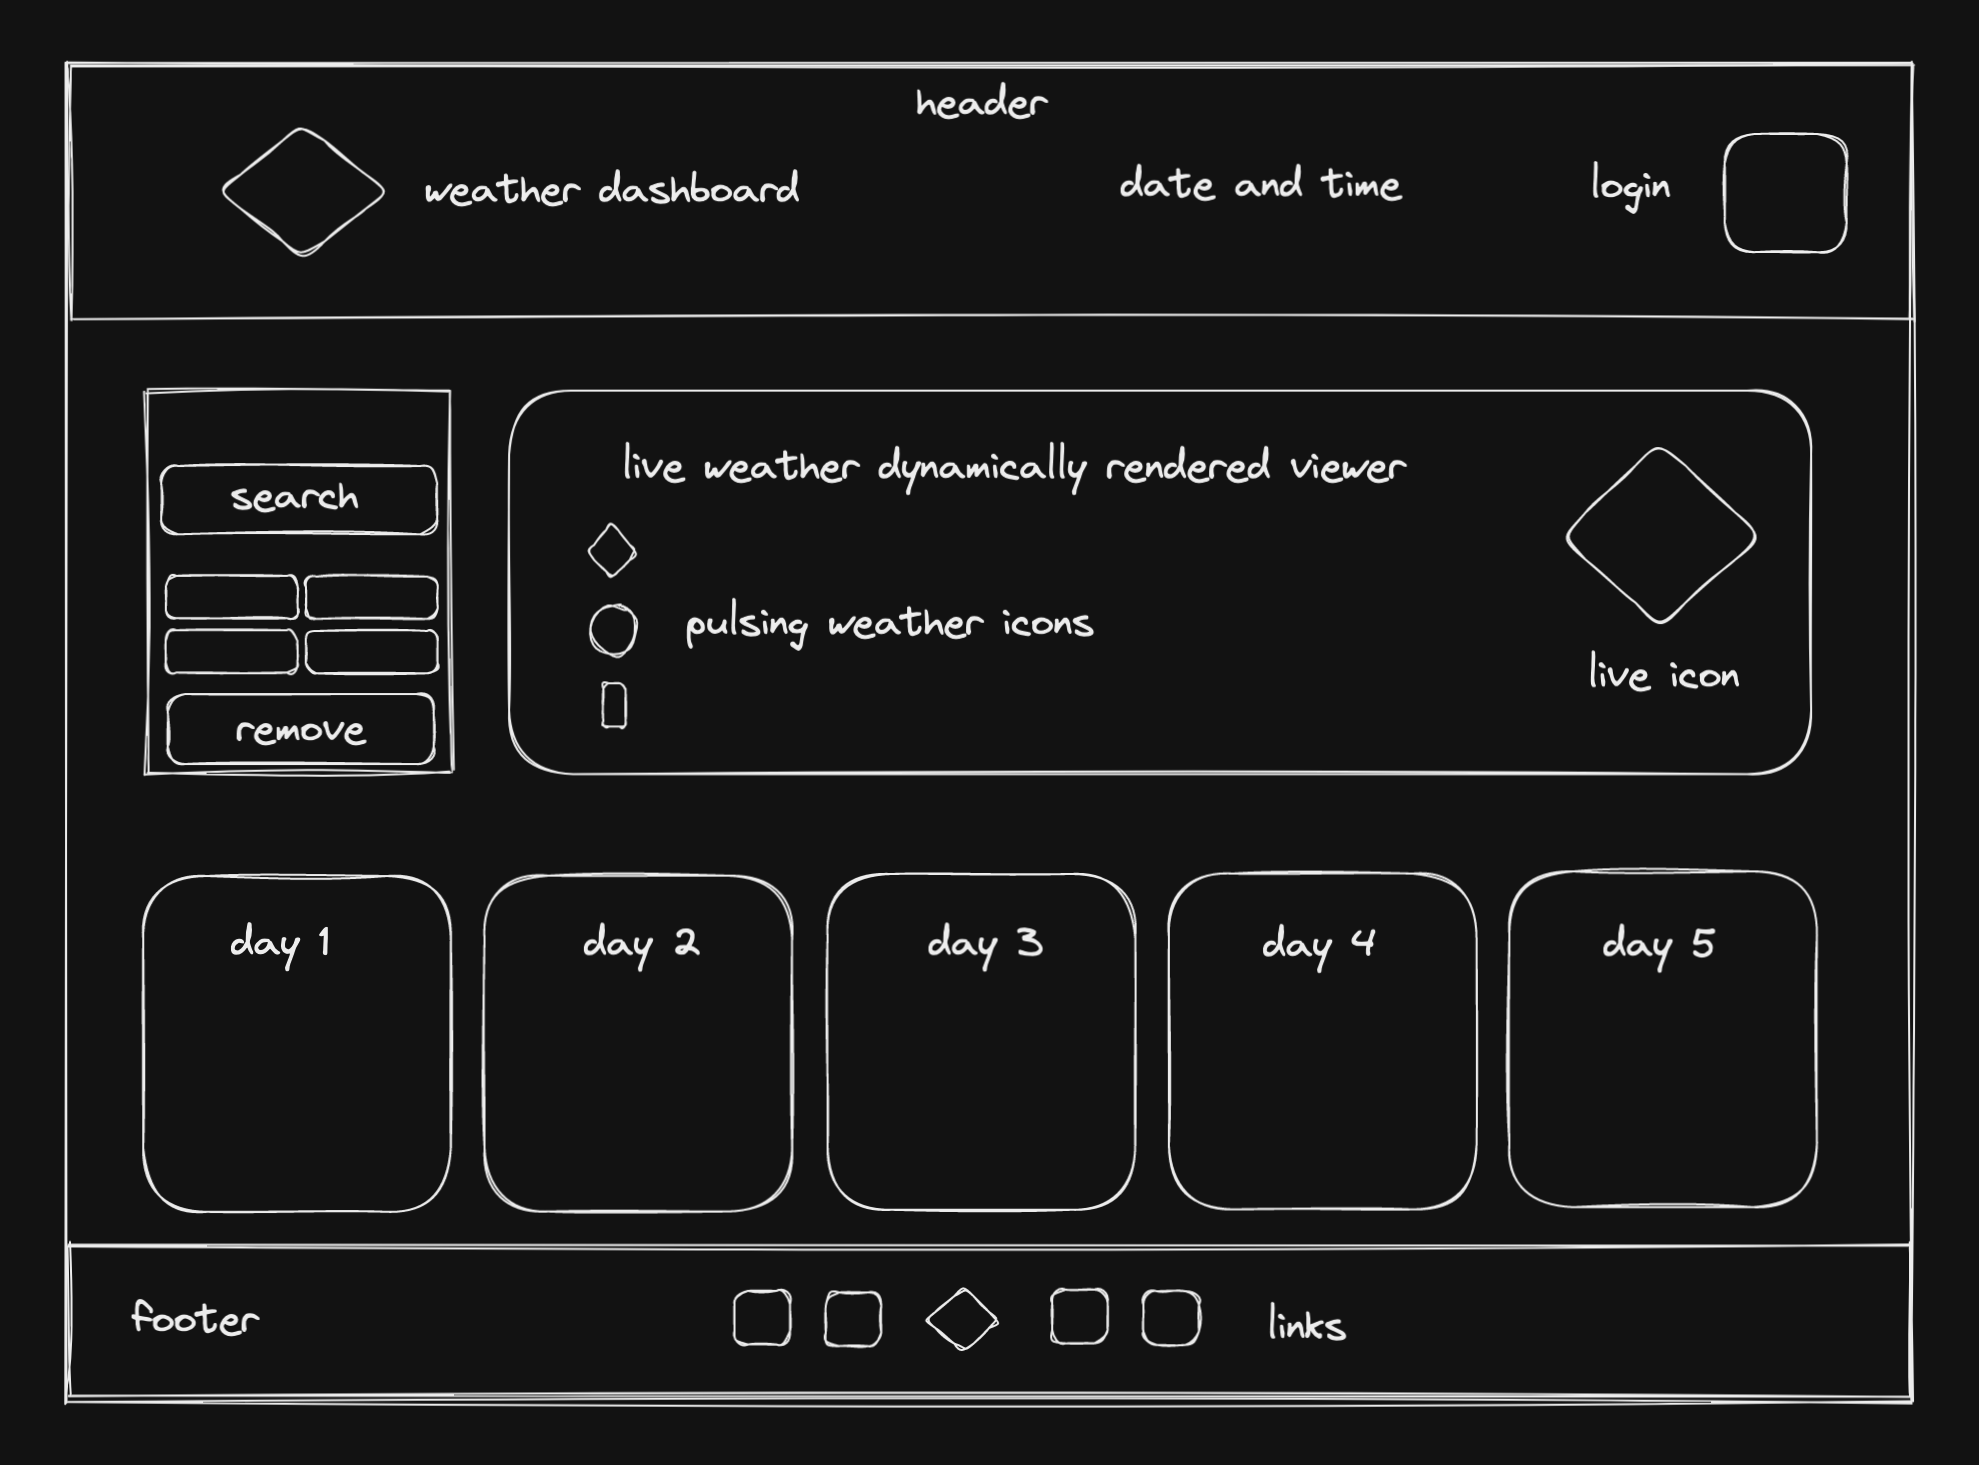 header
weather dashboard
date and time
login
search
remove
live weather dynamically rendered viewer
pulsing weather icons
live icon
day 1
day 2
day 3
day 4
day 5
footer
links